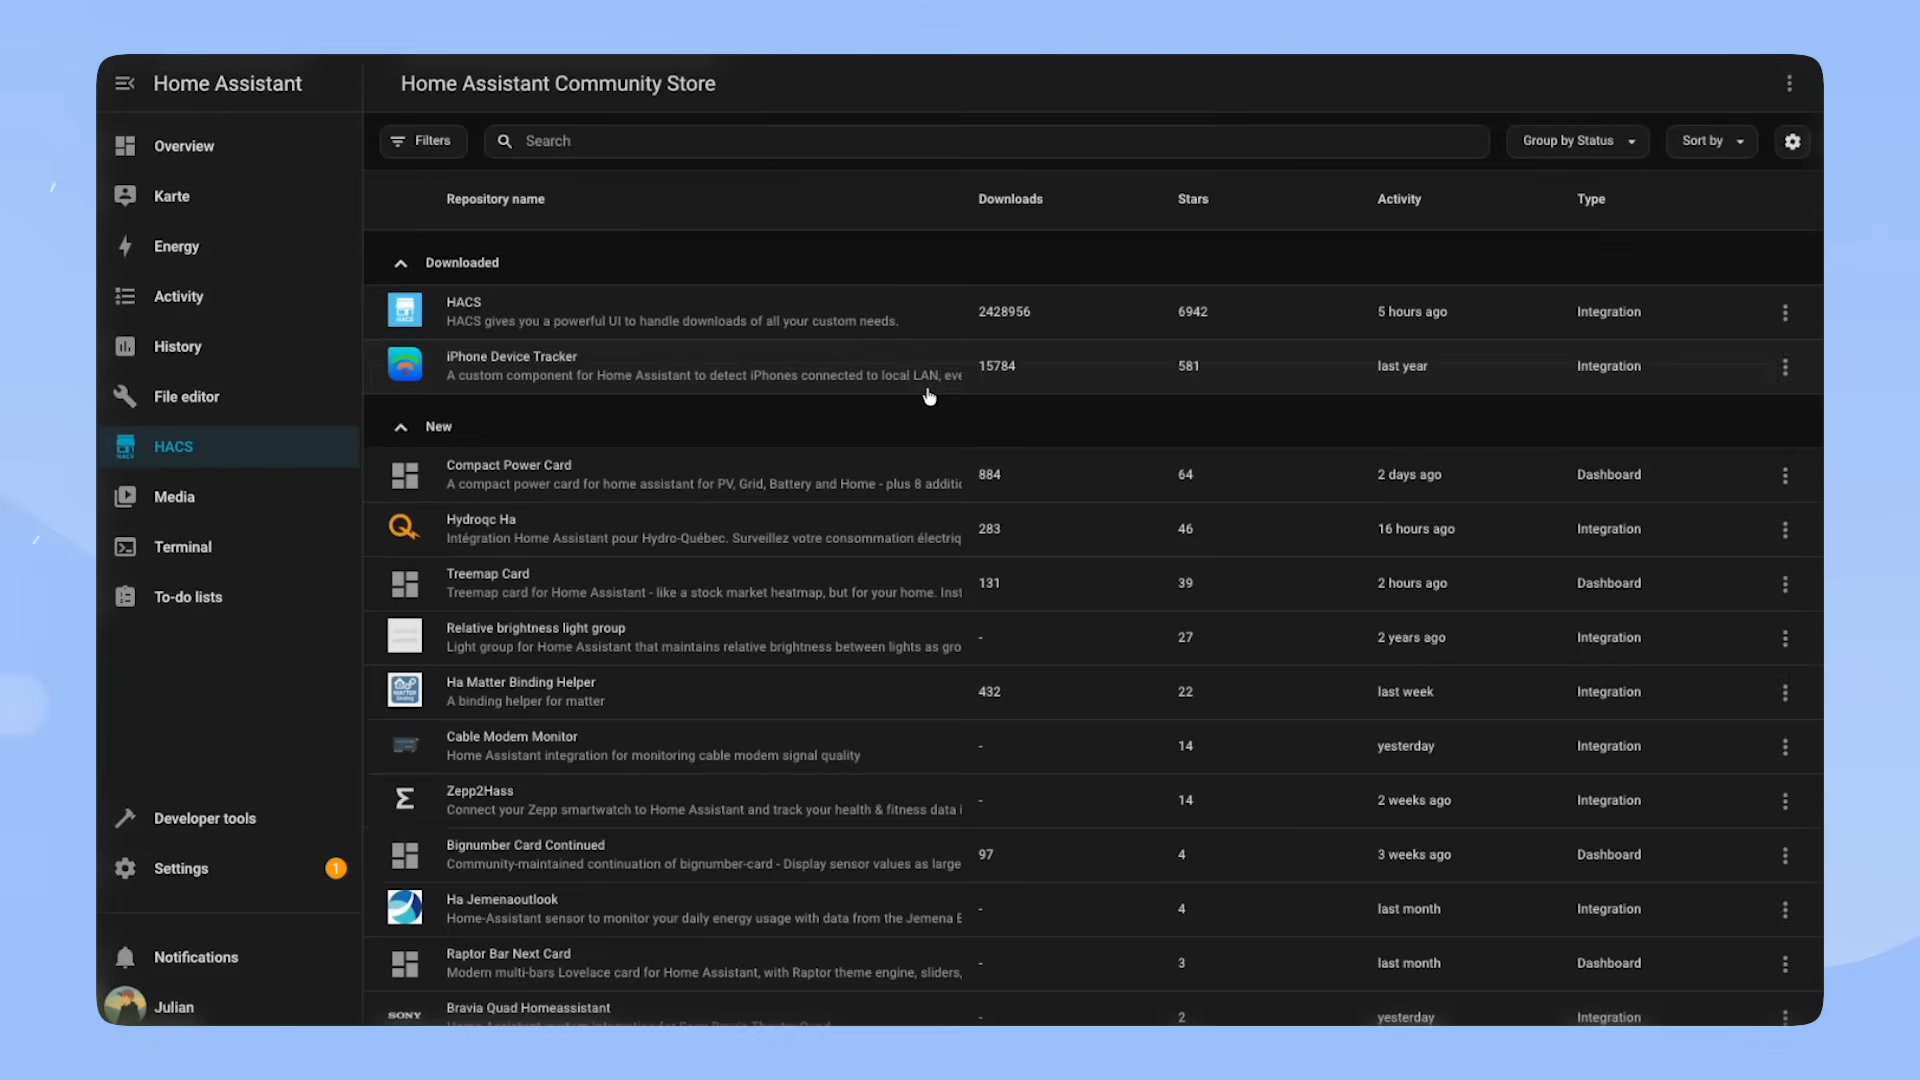 Home Assistant
Home Assistant Community Store
Overview
Karte
Energy
Activity
History
File editor
HACS
Media
Terminal
To-do lists
Developer tools
Settings
1
Notifications
Julian
Filters
Search
Group by Status
Sort by
Repository name Downloads Stars Activity Type
Downloaded
HACS
HACS gives you a powerful UI to handle downloads of all your custom needs.
2428956 6942 5 hours ago Integration
iPhone Device Tracker
A custom component for Home Assistant to detect iPhones connected to local LAN, eve
15784 581 last year Integration
New
Compact Power Card
A compact power card for home assistant for PV, Grid, Battery and Home - plus 8 additic
884 64 2 days ago Dashboard
Hydroqc Ha
Intégration Home Assistant pour Hydro-Québec. Surveillez votre consommation électriq
283 46 16 hours ago Integration
Treemap Card
Treemap card for Home Assistant - like a stock market heatmap, but for your home. Inst
131 39 2 hours ago Dashboard
Relative brightness light group
Light group for Home Assistant that maintains relative brightness between lights as gro
- 27 2 years ago Integration
Ha Matter Binding Helper
A binding helper for matter
432 22 last week Integration
Cable Modem Monitor
Home Assistant integration for monitoring cable modem signal quality
- 14 yesterday Integration
Zepp2Hass
Connect your Zepp smartwatch to Home Assistant and track your health & fitness data i
- 14 2 weeks ago Integration
Bignumber Card Continued
Community-maintained continuation of bignumber-card - Display sensor values as large
97 4 3 weeks ago Dashboard
Ha Jemenaoutlook
Home-Assistant sensor to monitor your daily energy usage with data from the Jemena E
- 4 last month Integration
Raptor Bar Next Card
Modern multi-bars Lovelace card for Home Assistant, with Raptor theme engine, sliders,
- 3 last month Dashboard
SONY
Bravia Quad Homeassistant
- 2 yesterday Integration